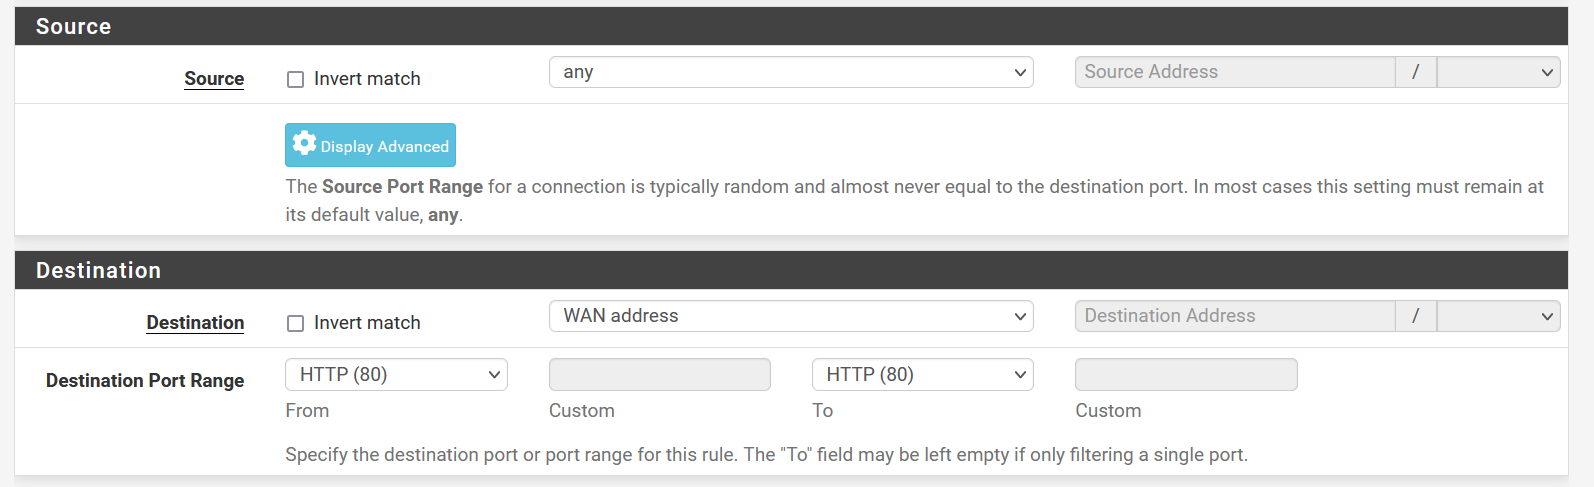 Source
Source Invert match any Source Address /
Display Advanced
The Source Port Range for a connection is typically random and almost never equal to the destination port. In most cases this setting must remain at
its default value, any.
Destination
Destination Invert match WAN address Destination Address /
Destination Port Range HTTP (80) HTTP (80)
From Custom To Custom
Specify the destination port or port range for this rule. The "To" field may be left empty if only filtering a single port.